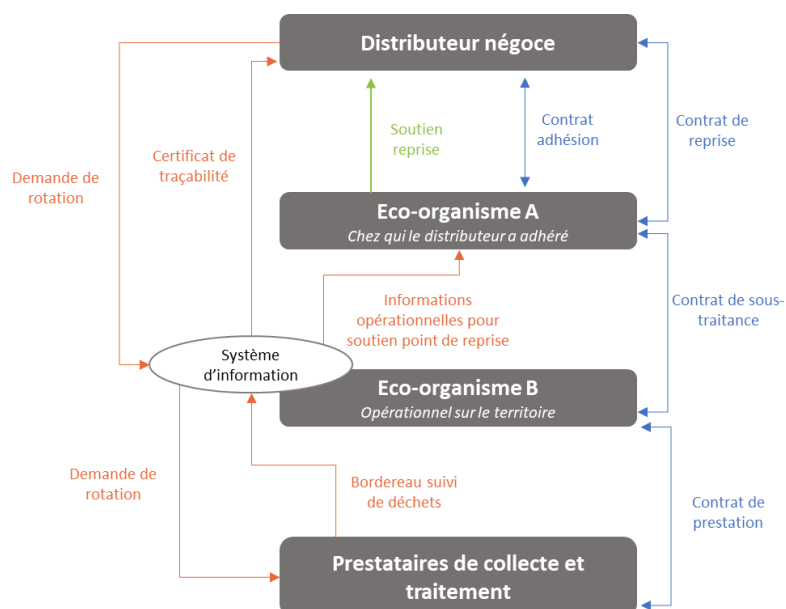 Distributeur négoce
Soutien
reprise
Contrat
adhésion
Contrat de
reprise
Certificat de
traçabilité
Demande de
rotation
Eco-organisme A
Chez qui le distributeur a adhéré
Informations
opérationnelles pour
soutien point de reprise
Contrat de sous-
traitance
Système
d'information
Eco-organisme B
Opérationnel sur le territoire
Demande de
rotation
Bordereau suivi
de déchets
Contrat de
prestation
Prestataires de collecte et
traitement